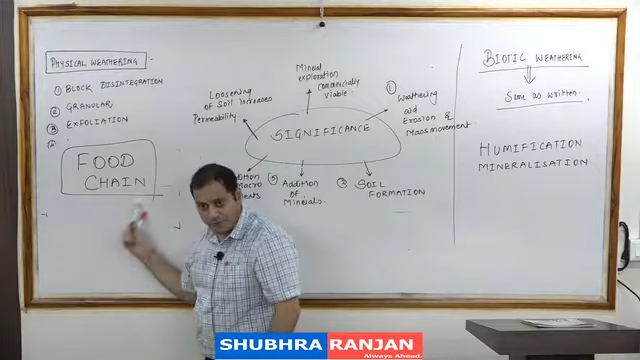 PHYSICAL WEATHERING :-
① BLOCK DISINTEGRATION
② GRANULAR
③ EXFOLIATION
FOOD
CHAIN
Mineral
exploration
commercially
viable.
Loosening
of Soil increases
Permeability
①
Weathering
aid
Erosion &
Mass movement
SIGNIFICANCE
⑤ Addition
of
Minerals.
② SOIL
FORMATION
BIOTIC WEATHERING
Same as written.
HUMIFICATION
MINERALISATION
SHUBHRA RANJAN
Always Ahead.